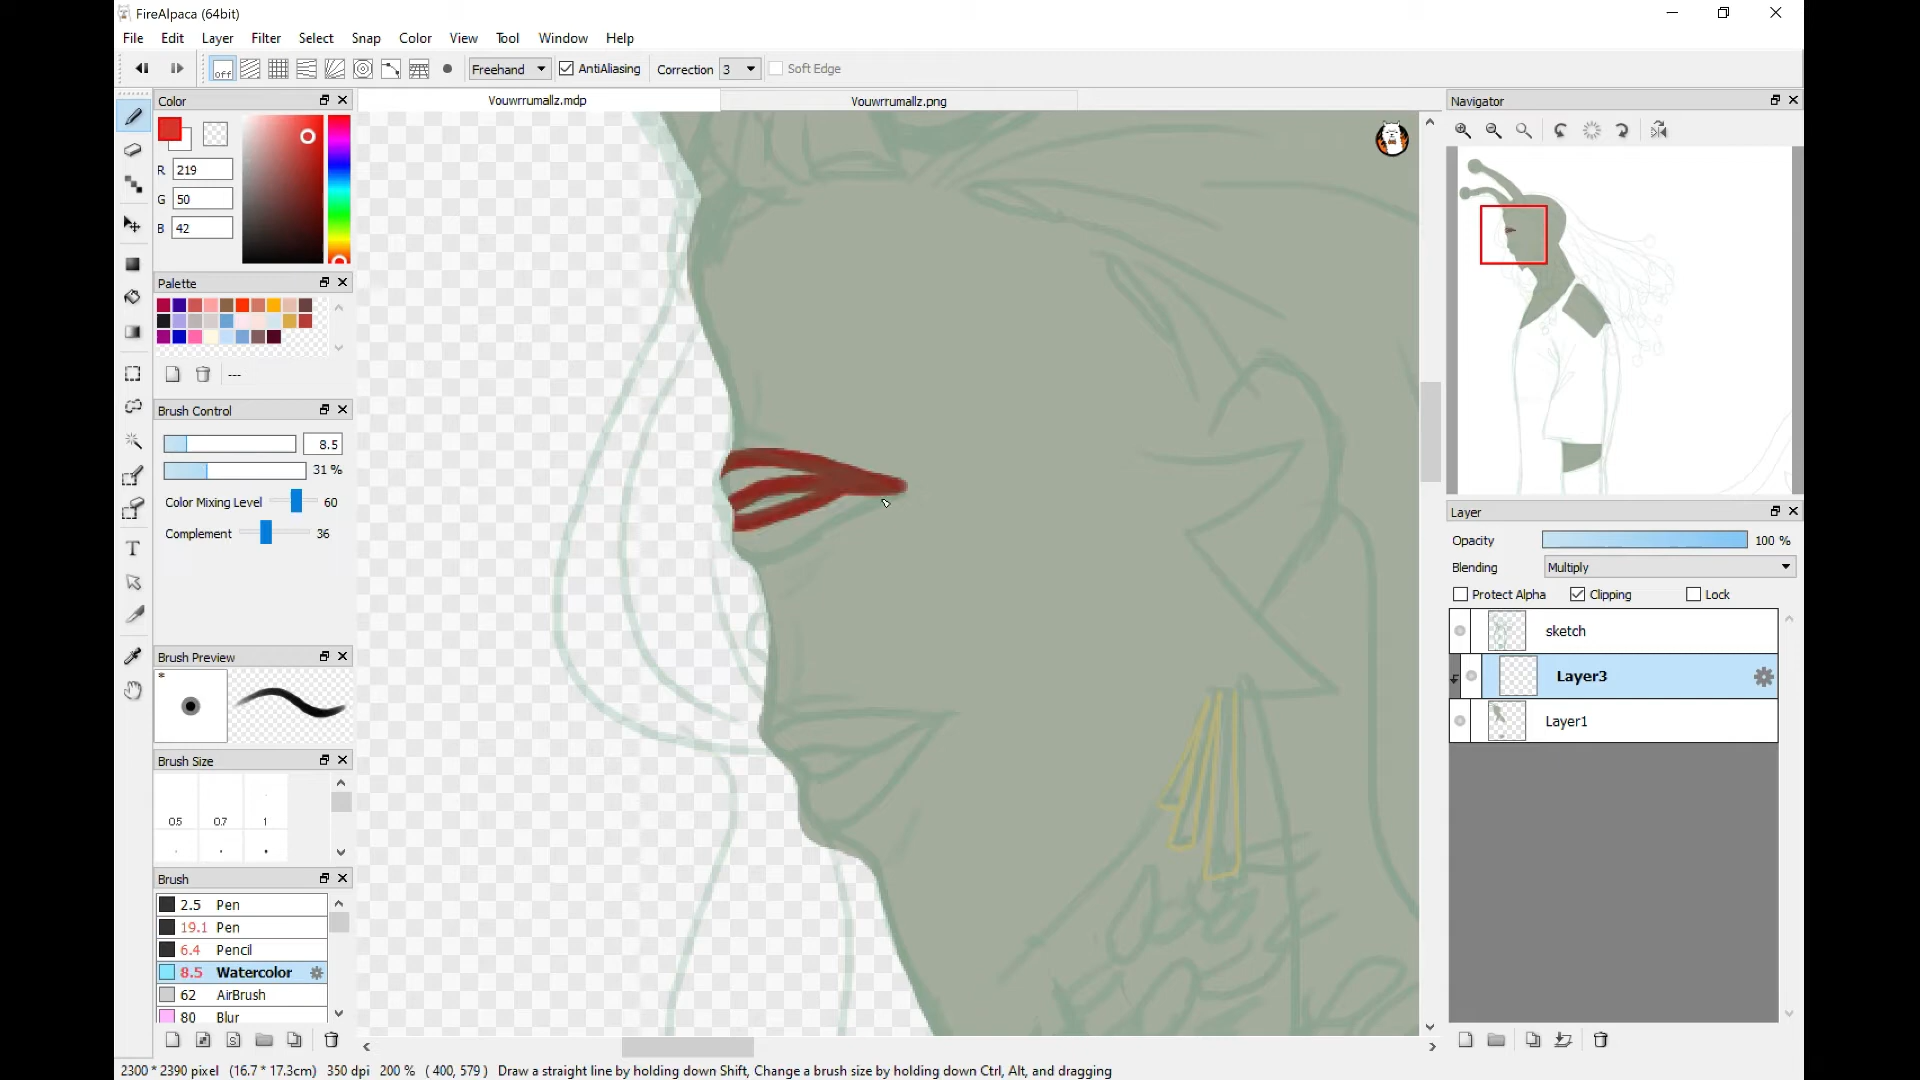 FireAlpaca (64bit)
File Edit Layer Filter Select Snap Color View Tool Window Help
off Freehand AntiAliasing Correction 3 Soft Edge
Color Vouwrrumallz.mdp Vouwrrumallz.png Navigator
R 219
G 50
B 42
Palette
---
Brush Control
8.5
31 %
Color Mixing Level 60
Complement 36
Brush Preview
*
Brush Size
0.5 0.7 1
Brush
2.5 Pen
19.1 Pen
6.4 Pencil
8.5 Watercolor
62 AirBrush
80 Blur
Layer
Opacity 100 %
Blending Multiply
Protect Alpha Clipping Lock
sketch
Layer3
Layer1
T
S
2300 * 2390 pixel (16.7 * 17.3cm) 350 dpi 200 % ( 400, 579 ) Draw a straight line by holding down Shift, Change a brush size by holding down Ctrl, Alt, and dragging